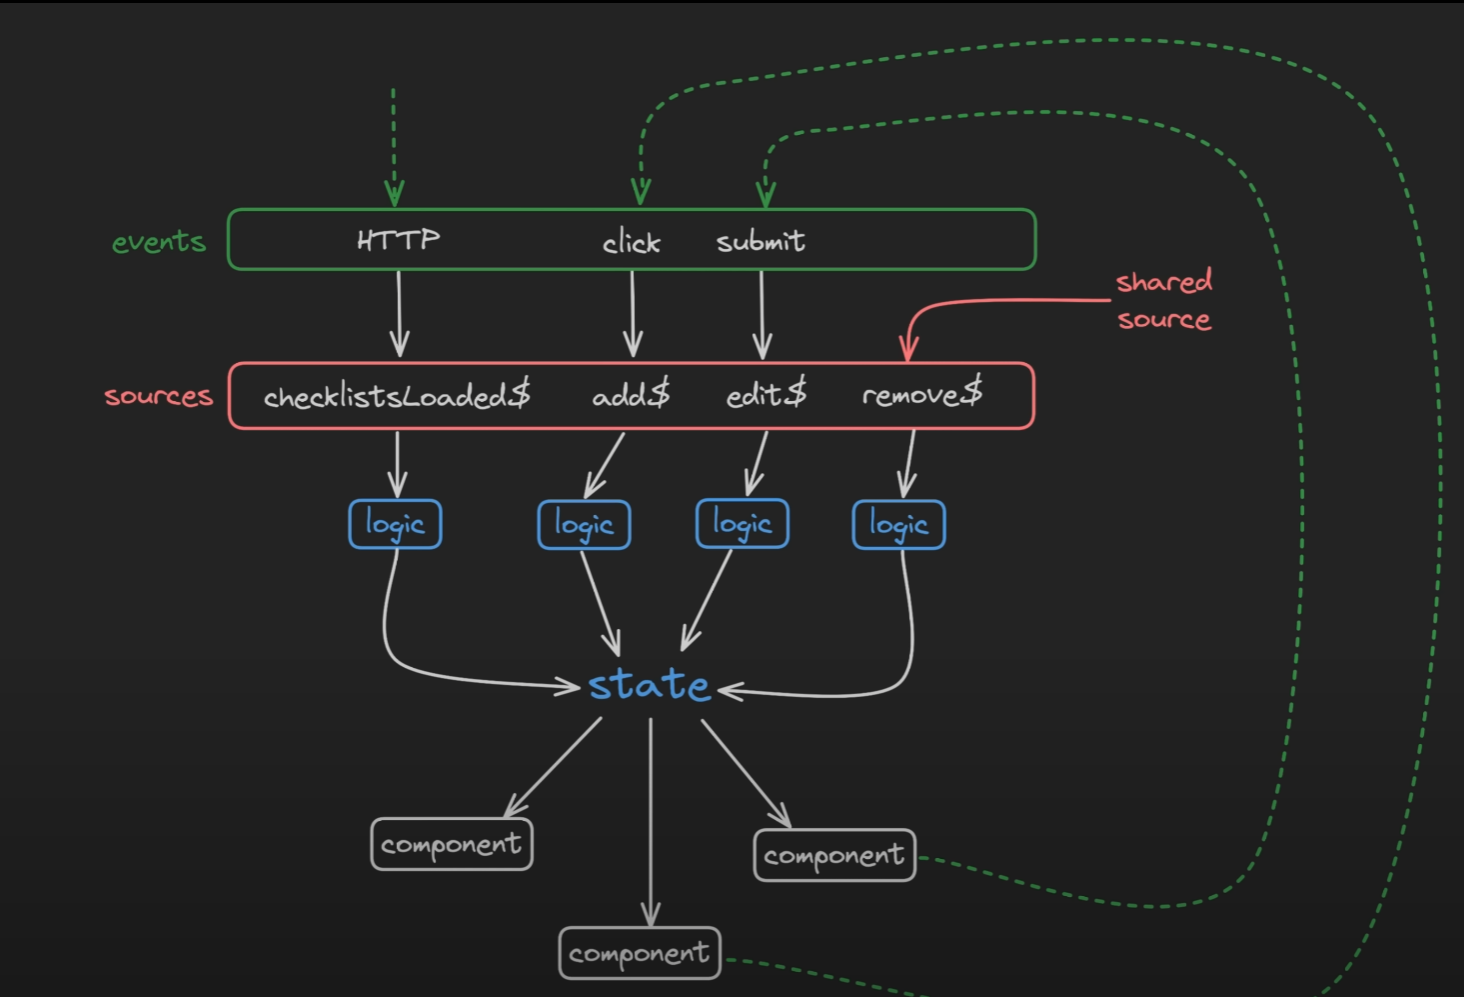 events
HTTP
click
submit
shared
source
sources
checklistsLoaded$
add$
edit$
remove$
logic
logic
logic
logic
state
component
component
component